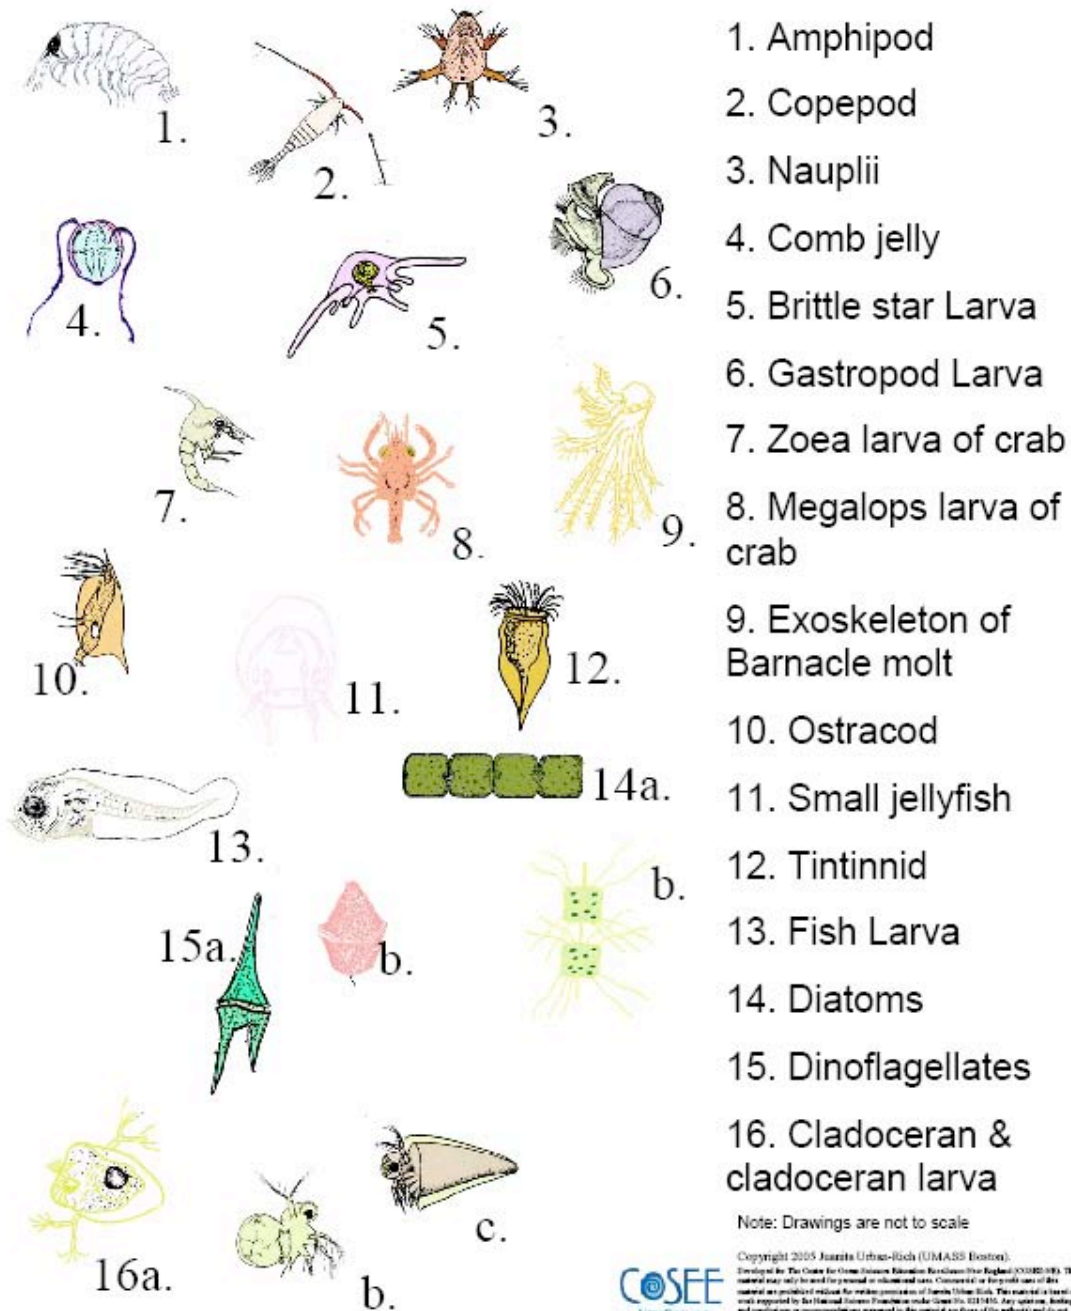 1. Amphipod
2. Copepod
3. Nauplii
4. Comb jelly
5. Brittle star Larva
6. Gastropod Larva
7. Zoea larva of crab
8. Megalops larva of
crab
9. Exoskeleton of
Barnacle molt
10. Ostracod
11. Small jellyfish
12. Tintinnid
13. Fish Larva
14. Diatoms
15. Dinoflagellates
16. Cladoceran &
cladoceran larva
Note: Drawings are not to scale
Copyright 2005 Juanita Urban-Rich (UMASS Boston).
COSEE
1.
2.
3.
4.
5.
6.
7.
8.
9.
10.
11.
12.
13.
14a.
b.
15a.
b.
16a.
b.
c.